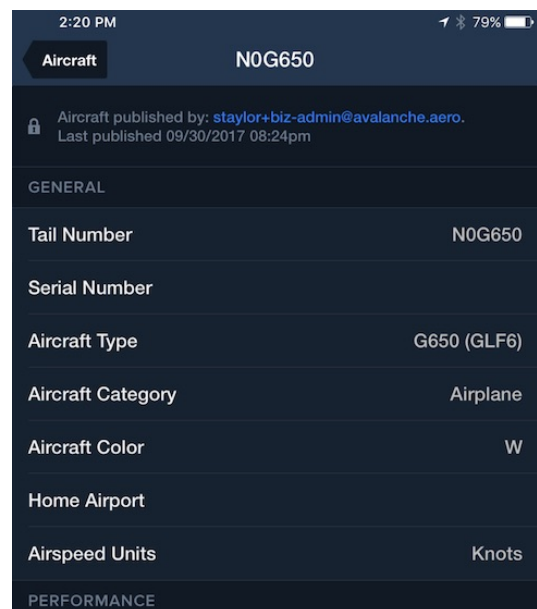 2:20 PM 79%
Aircraft N0G650
Aircraft published by: staylor+biz-admin@avalanche.aero.
Last published 09/30/2017 08:24pm
GENERAL
Tail Number N0G650
Serial Number
Aircraft Type G650 (GLF6)
Aircraft Category Airplane
Aircraft Color W
Home Airport
Airspeed Units Knots
PERFORMANCE